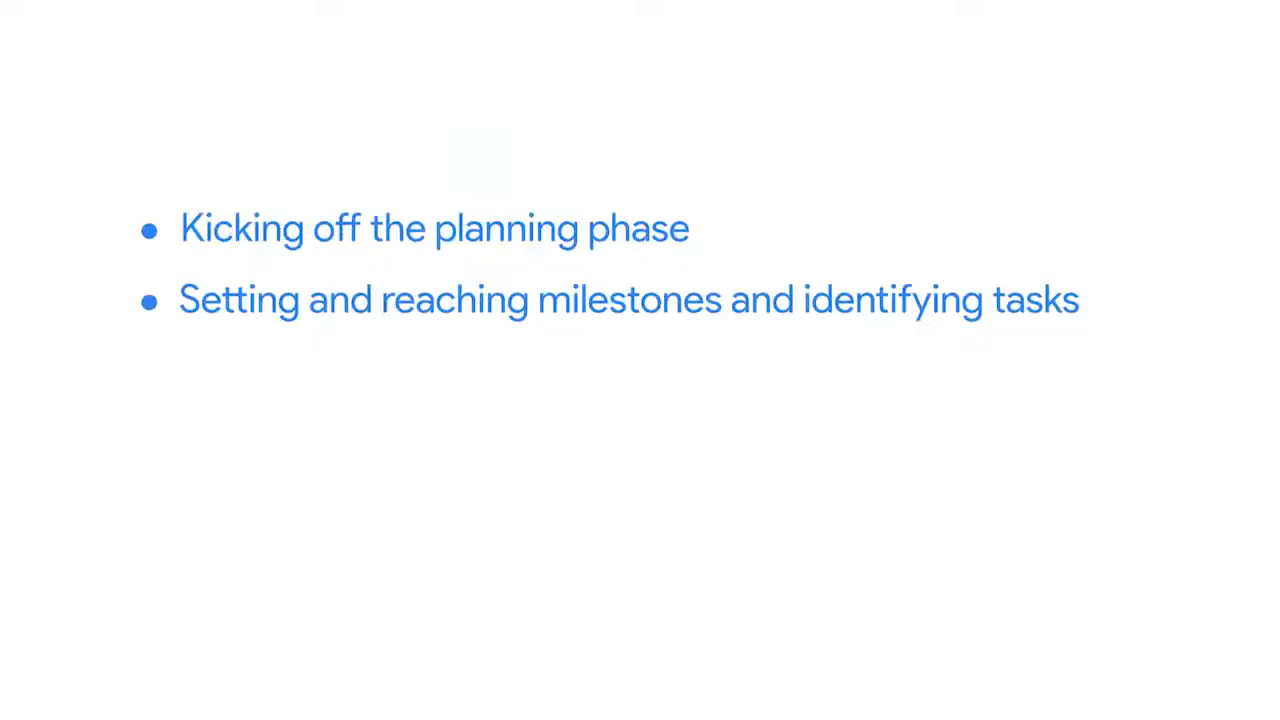 • Kicking off the planning phase
• Setting and reaching milestones and identifying tasks